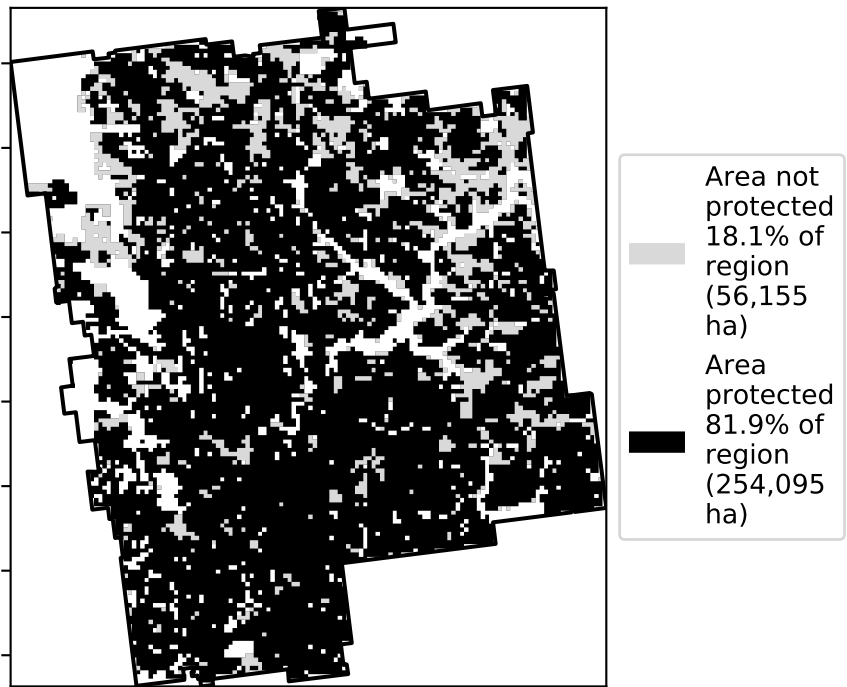 Area not
protected
18.1% of
region
(56,155
ha)
Area
protected
81.9% of
region
(254,095
ha)